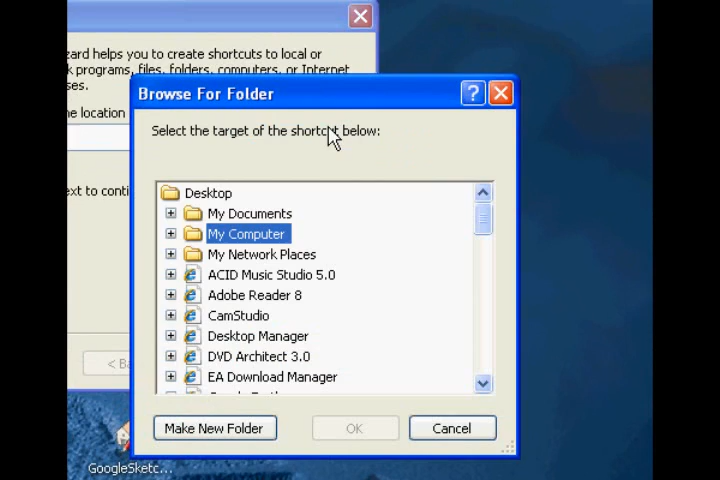 zard helps you to create shortcuts to local or
k programs, files, folders, computers, or Internet
ses.
he location
ext to conti
< Ba
Browse For Folder
Select the target of the shortcut below:
Desktop
My Documents
My Computer
My Network Places
ACID Music Studio 5.0
Adobe Reader 8
CamStudio
Desktop Manager
DVD Architect 3.0
EA Download Manager
Make New Folder
OK
Cancel
GoogleSketc...